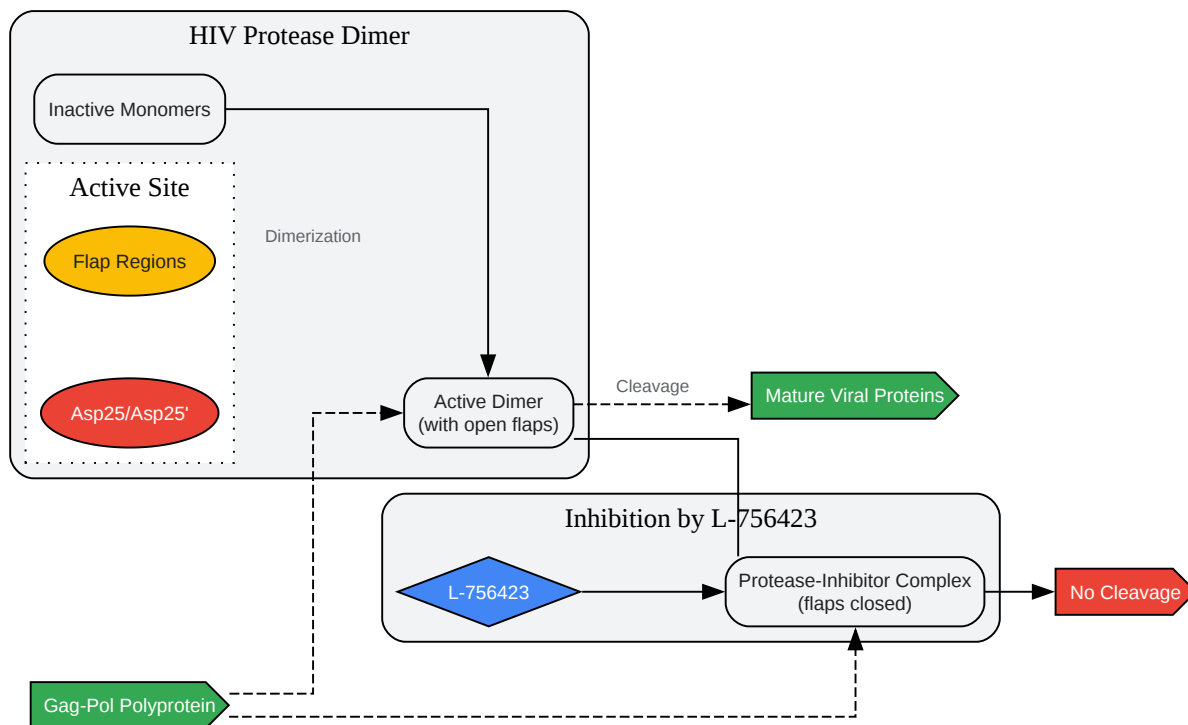 HIV Protease Dimer
Inactive Monomers
Active Site
Flap Regions
Dimerization
Asp25/Asp25'
Active Dimer
(with open flaps)
Cleavage
Mature Viral Proteins
Inhibition by L-756423
L-756423
Protease-Inhibitor Complex
(flaps closed)
No Cleavage
Gag-Pol Polyprotein